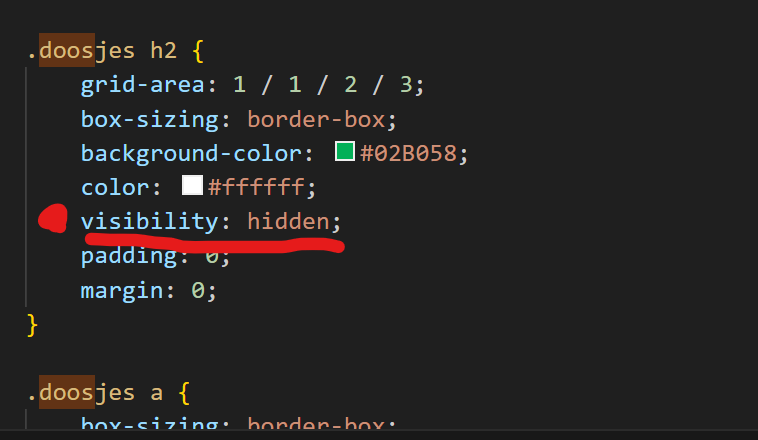 .doosjes h2 {
grid-area: 1 / 1 / 2 / 3;
box-sizing: border-box;
background-color: #02B058;
color: #ffffff;
visibility: hidden;
padding: 0;
margin: 0;
}
.doosjes a {
box-sizing: border-box;